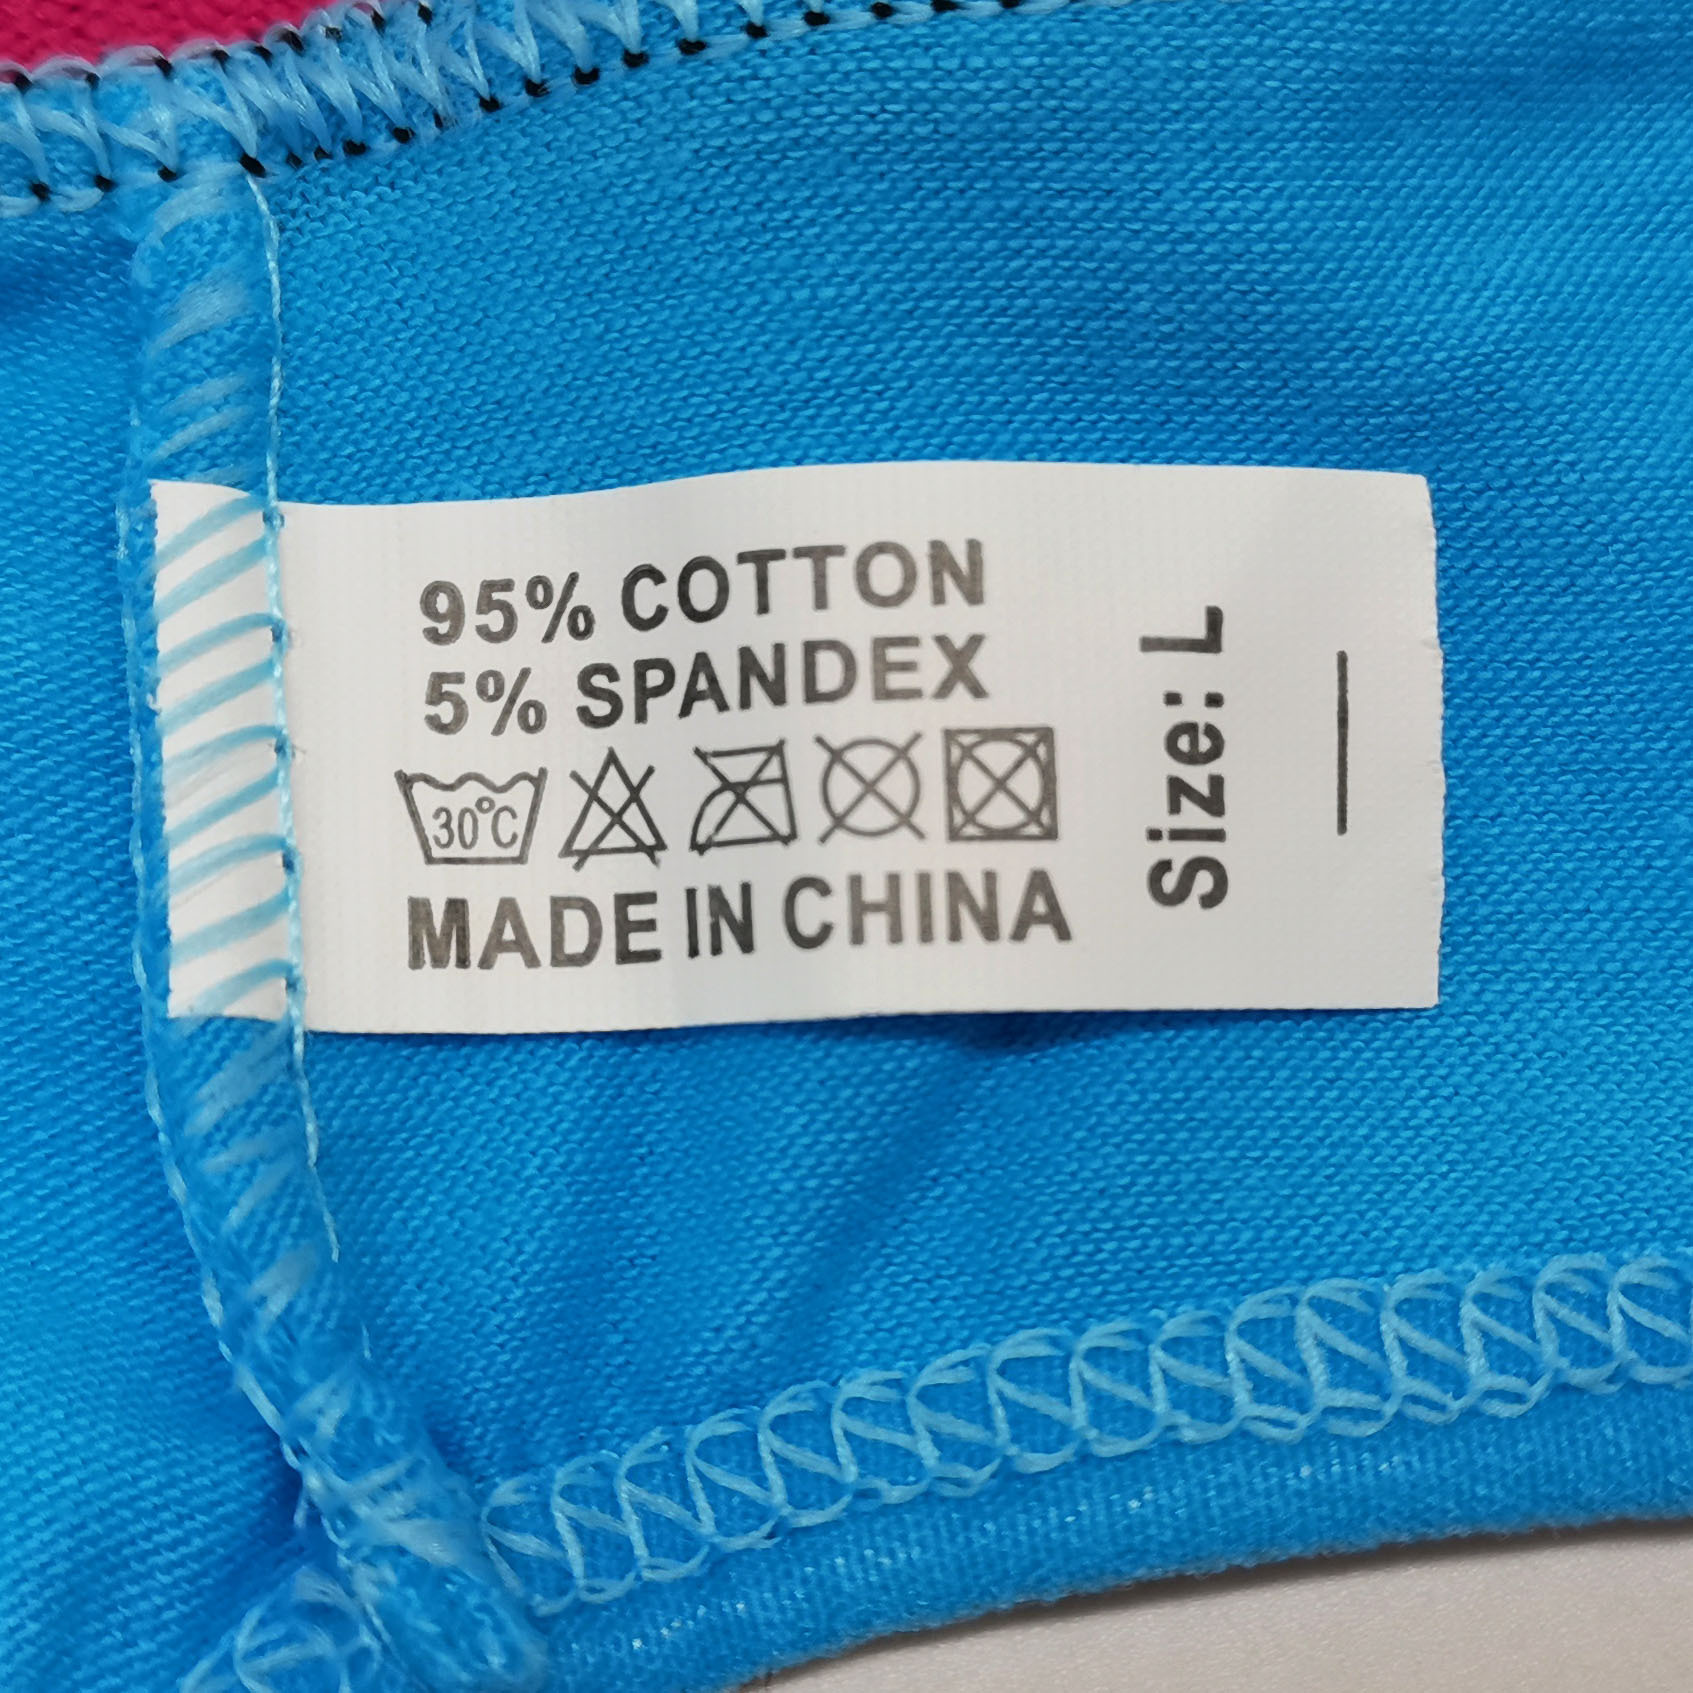 95% COTTON
5% SPANDEX
30°C
MADE IN CHINA
Size: L